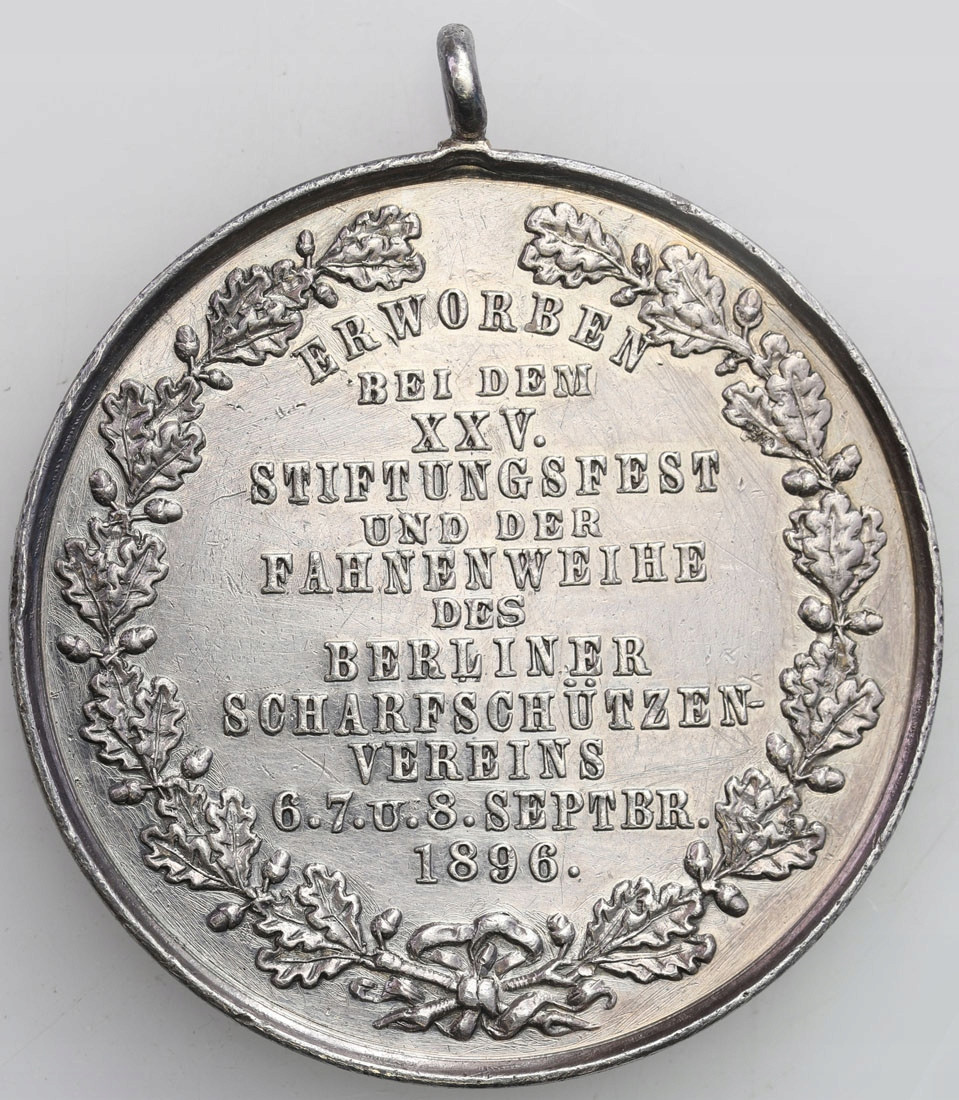 ERWORBEN
BEI DEM
XXV.
STIFTUNGSFEST
UND DER
FAHNENWEIHE
DES
BERLINER
SCHARFSCHÜTZEN-
VEREINS
6.7.U.8.SEPTBR.
1896.